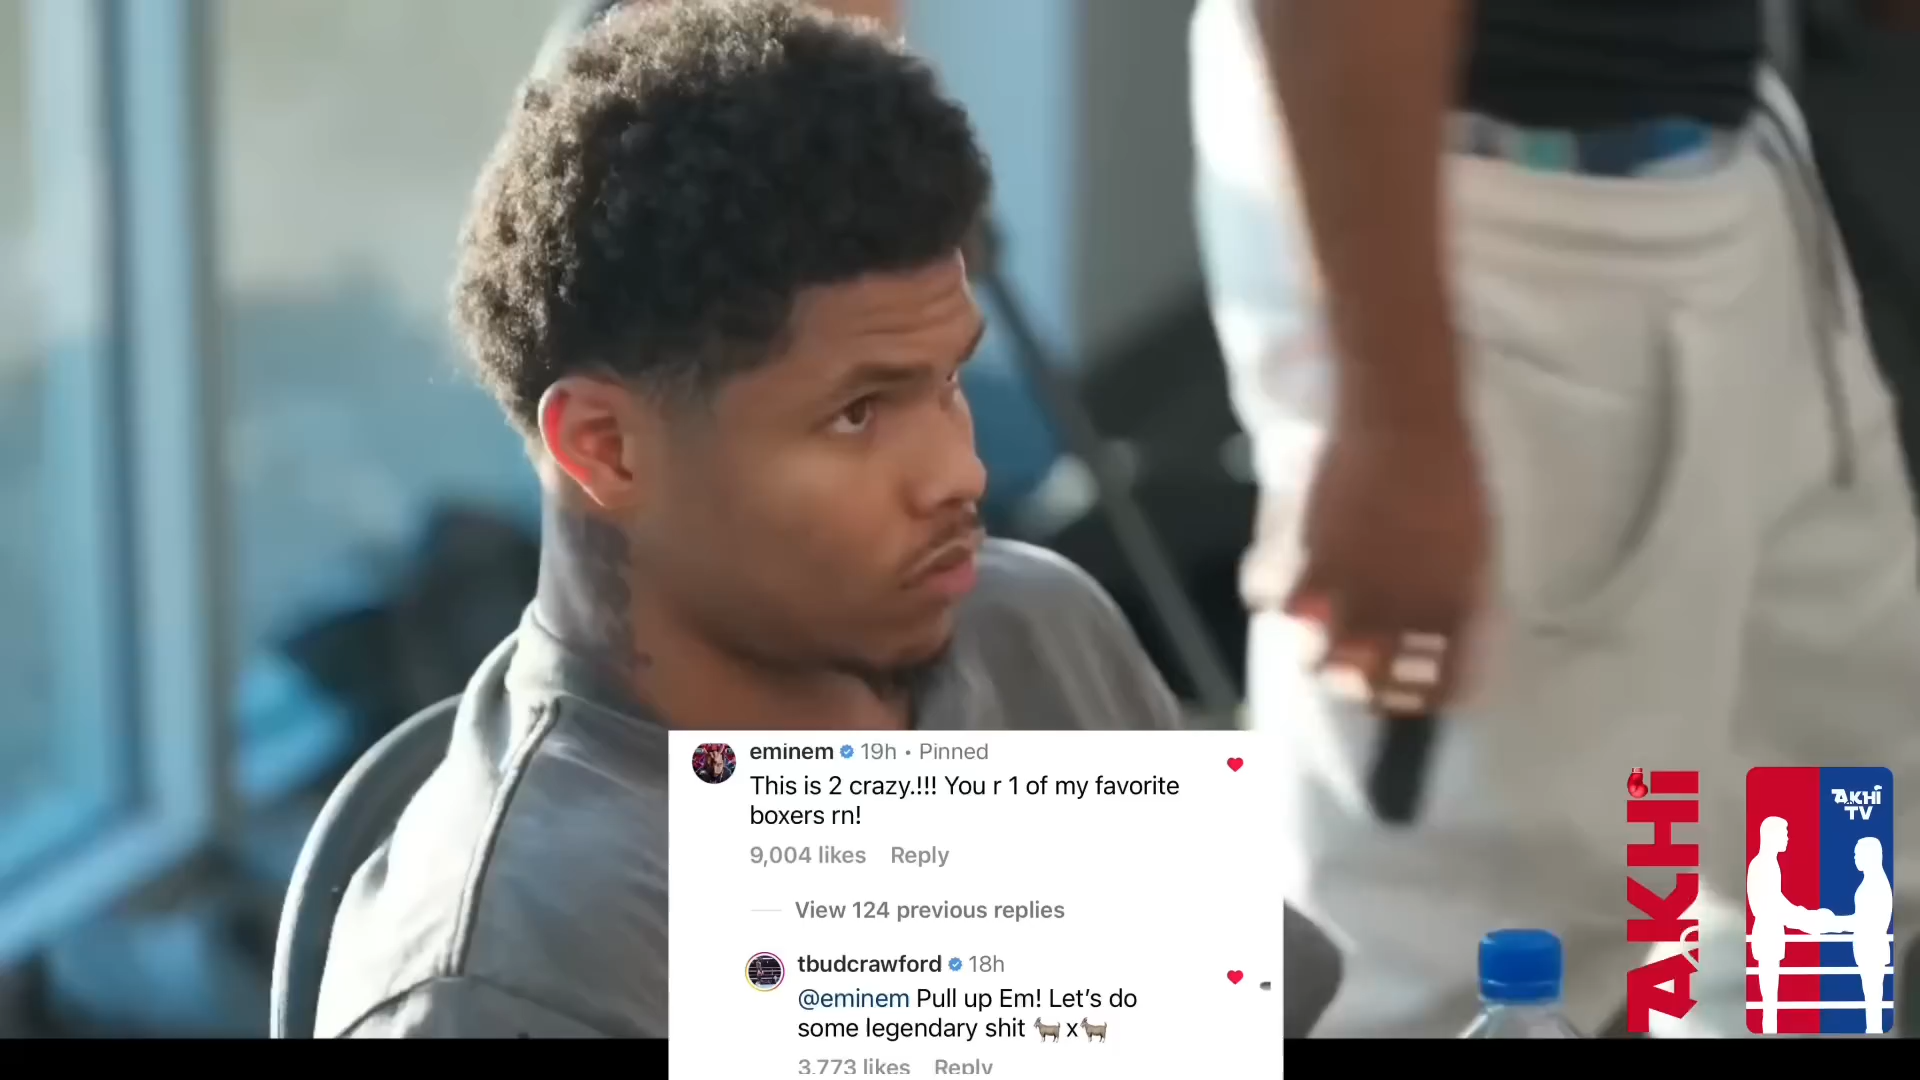 eminem 19h • Pinned
This is 2 crazy.!!! You r 1 of my favorite
boxers rn!
9,004 likes Reply
View 124 previous replies
tbudcrawford 18h
@eminem Pull up Em! Let's do
some legendary shit 🐐 x🐐
3,773 likes Reply
AKHI
AKHI
TV